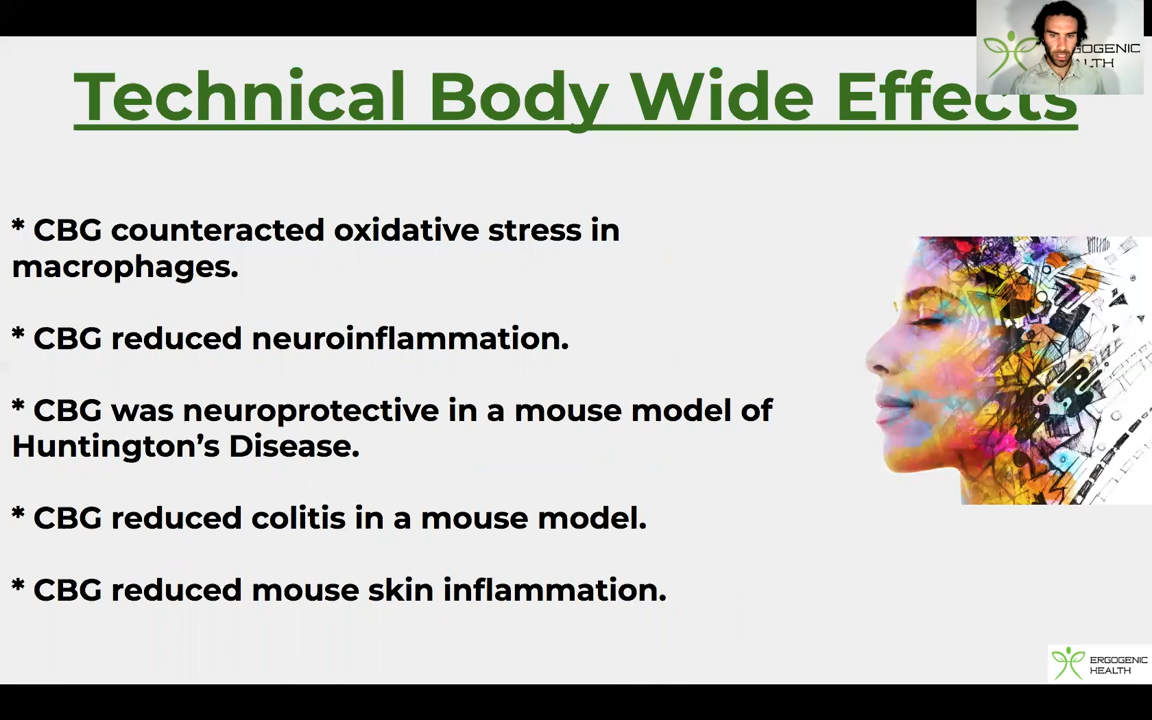 Technical Body Wide Effects
* CBG counteracted oxidative stress in
macrophages.
* CBG reduced neuroinflammation.
* CBG was neuroprotective in a mouse model of
Huntington’s Disease.
* CBG reduced colitis in a mouse model.
* CBG reduced mouse skin inflammation.
ERGOGENIC
HEALTH